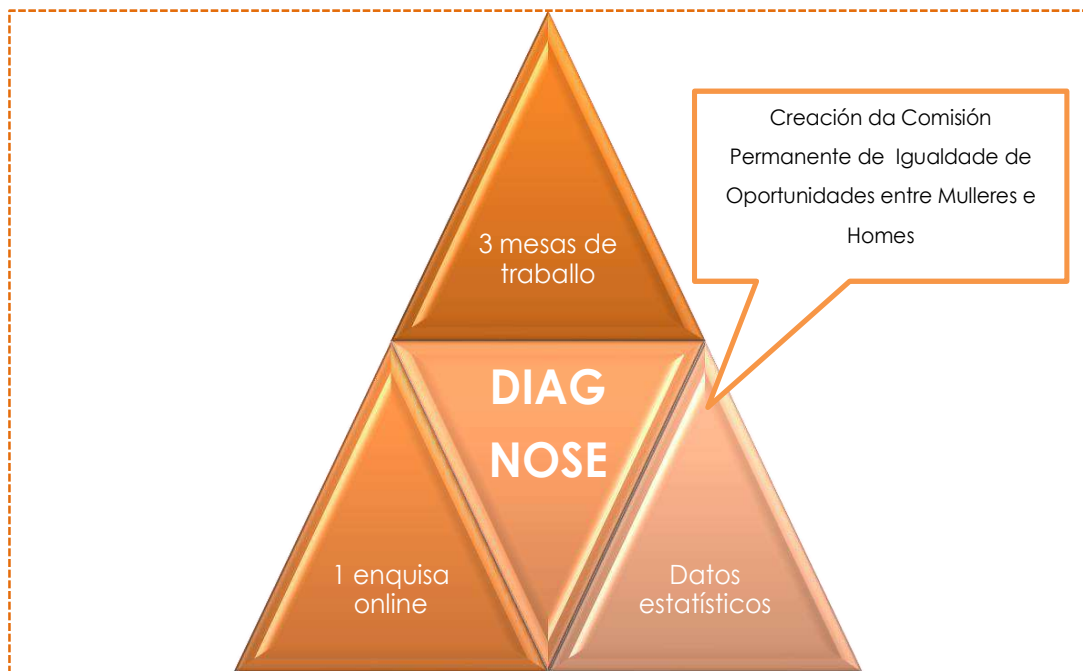 Creación da Comisión
Permanente de Igualdade de
Oportunidades entre Mulleres e
Homes
3 mesas de
traballo
DIAG
NOSE
1 enquisa
online
Datos
estatísticos